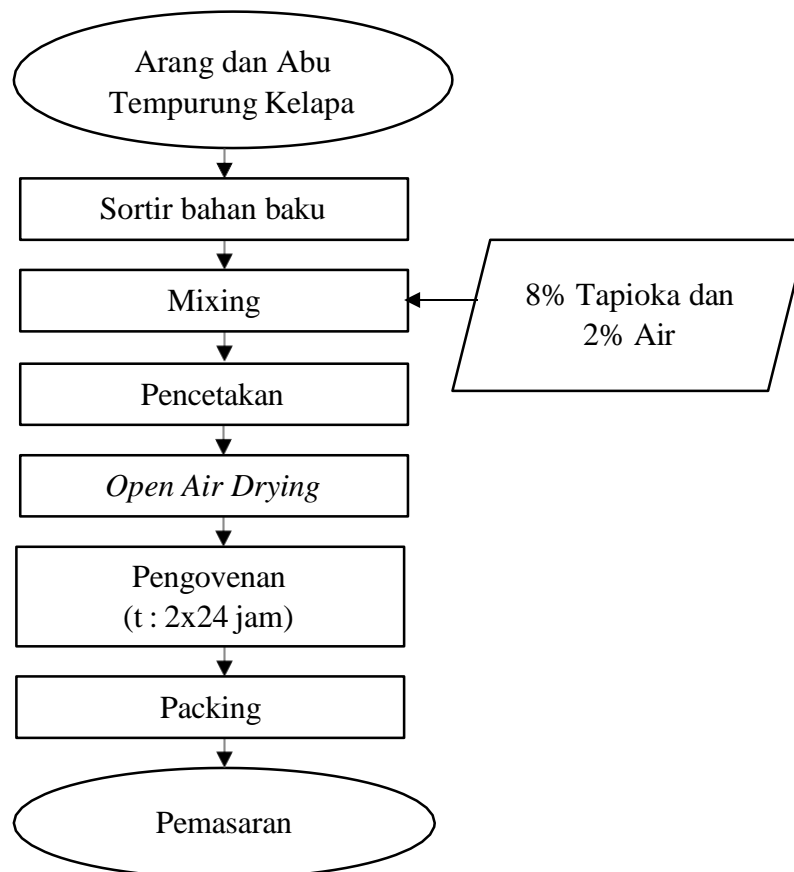 Arang dan Abu
Tempurung Kelapa
Sortir bahan baku
Mixing
8% Tapioka dan
2% Air
Pencetakan
Open Air Drying
Pengovenan
(t : 2x24 jam)
Packing
Pemasaran